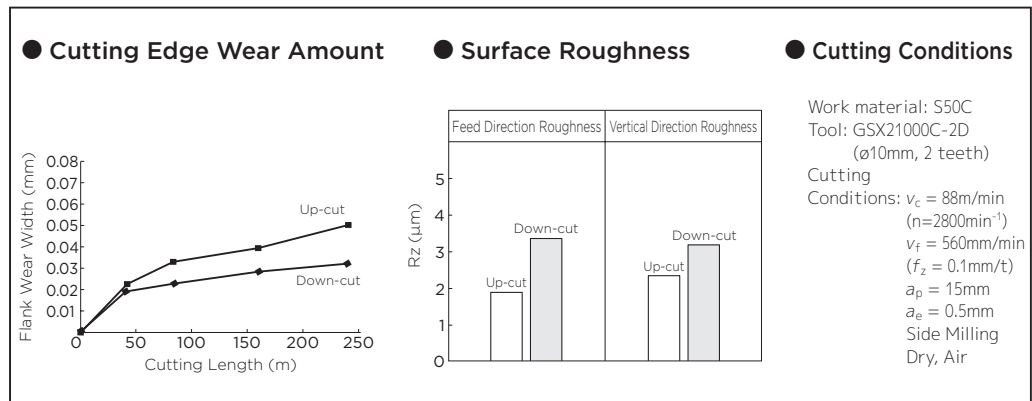 ● Cutting Edge Wear Amount
Flank Wear Width (mm)
0.08
0.07
0.06
0.05
0.04
0.03
0.02
0.01
0
50
100
150
200
250
Cutting Length (m)
Up-cut
Down-cut
● Surface Roughness
Feed Direction Roughness
Vertical Direction Roughness
Rz (μm)
5
4
3
2
1
0
Up-cut
Down-cut
Up-cut
Down-cut
● Cutting Conditions
Work material: S50C
Tool: GSX21000C-2D
(ø10mm, 2 teeth)
Cutting
Conditions: vc = 88m/min
(n=2800min⁻¹)
vf = 560mm/min
(fz = 0.1mm/t)
ap = 15mm
ae = 0.5mm
Side Milling
Dry, Air